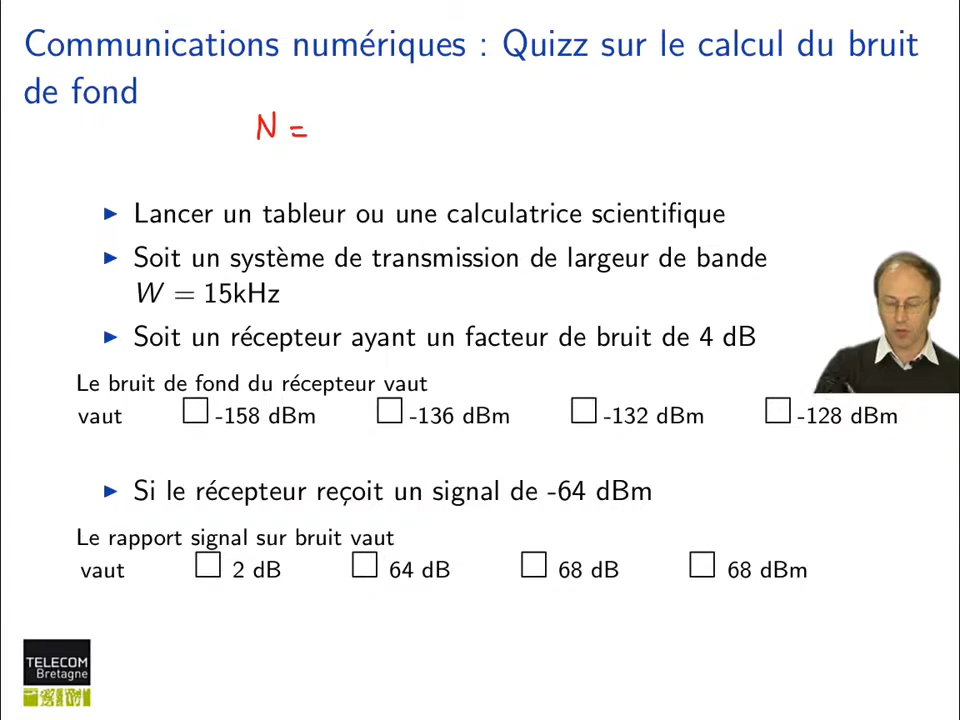 Communications numériques : Quizz sur le calcul du bruit
de fond
N =
Lancer un tableur ou une calculatrice scientifique
Soit un système de transmission de largeur de bande
W = 15kHz
Soit un récepteur ayant un facteur de bruit de 4 dB
Le bruit de fond du récepteur vaut
vaut -158 dBm -136 dBm -132 dBm -128 dBm
Si le récepteur reçoit un signal de -64 dBm
Le rapport signal sur bruit vaut
vaut 2 dB 64 dB 68 dB 68 dBm
TELECOM
Bretagne